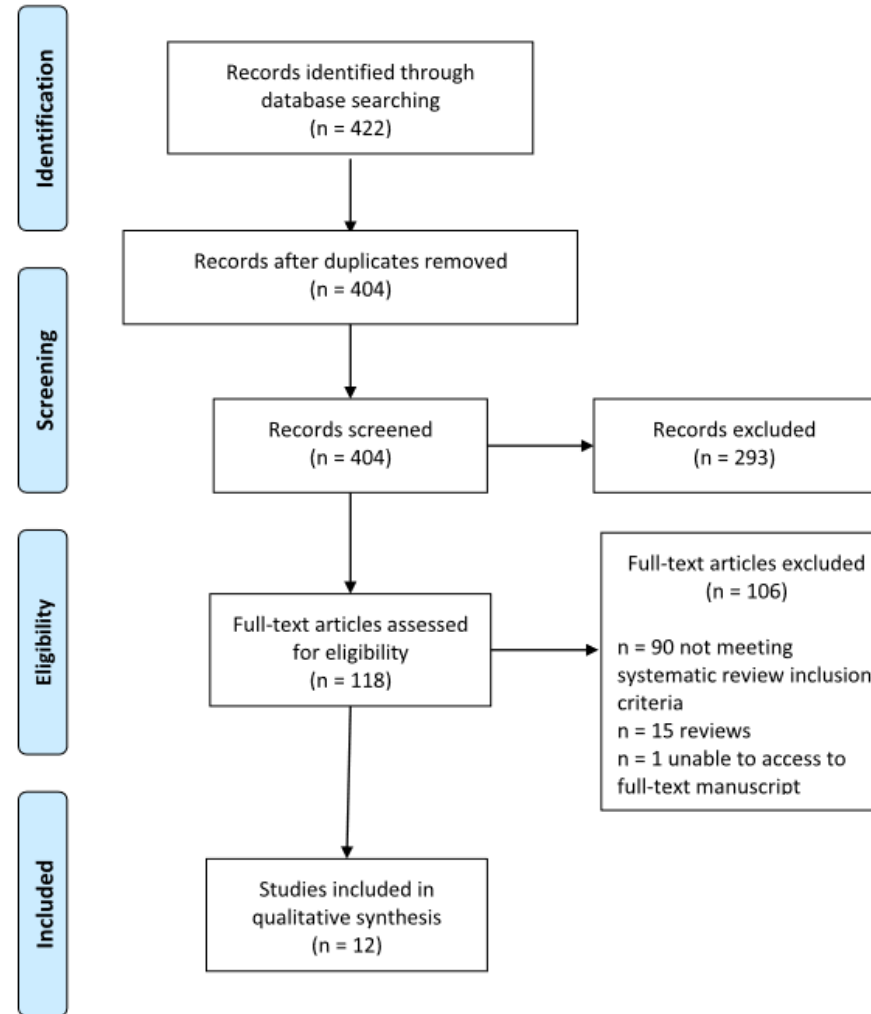 Identification
Records identified through
database searching
(n = 422)
Records after duplicates removed
(n = 404)
Screening
Records screened
(n = 404)
Records excluded
(n = 293)
Eligibility
Full-text articles assessed
for eligibility
(n = 118)
Full-text articles excluded
(n = 106)
n = 90 not meeting
systematic review inclusion
criteria
n = 15 reviews
n = 1 unable to access to
full-text manuscript
Included
Studies included in
qualitative synthesis
(n = 12)